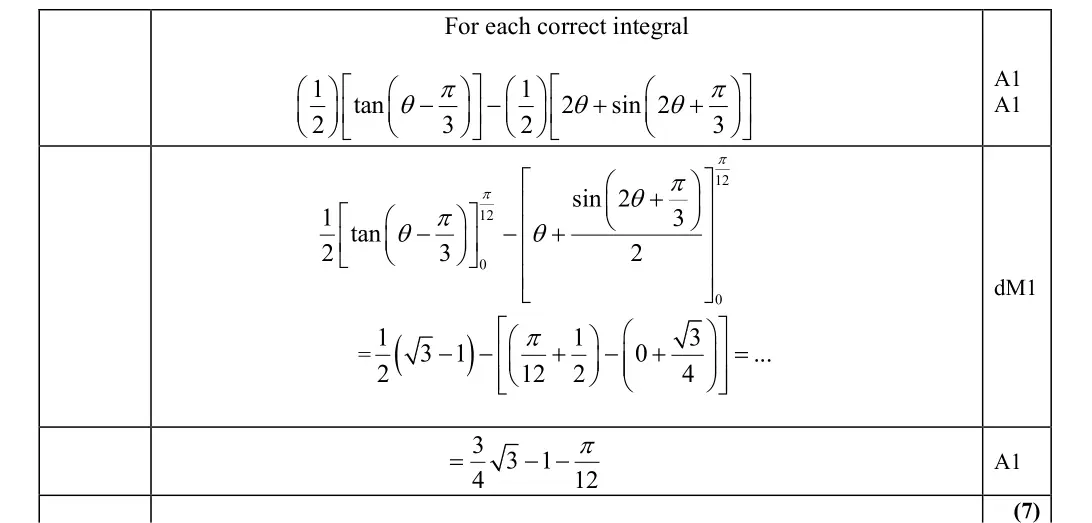 For each correct integral
(1/2)[tan(θ − π/3)] − (1/2)[2θ + sin(2θ + π/3)]
A1
A1
1/2[tan(θ − π/3)]₀^(π/12) − [θ + sin(2θ + π/3)/2]₀^(π/12)
= 1/2(√3 − 1) − [(π/12 + 1/2) − (0 + √3/4)] = ...
dM1
= 3/4 √3 − 1 − π/12
A1
(7)